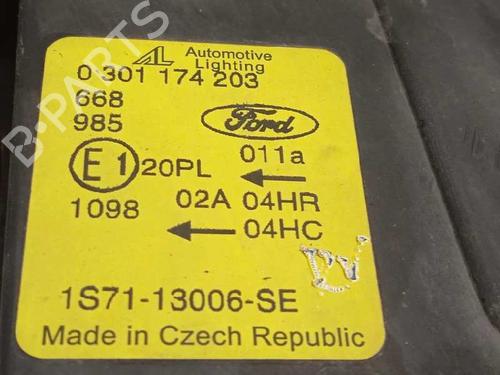 AL Automotive
Lighting
0 301 174 203
668
985
Ford
E1 20PL
011a
1098
02A 04HR
04HC
1S71-13006-SE
Made in Czech Republic
B-PARTS